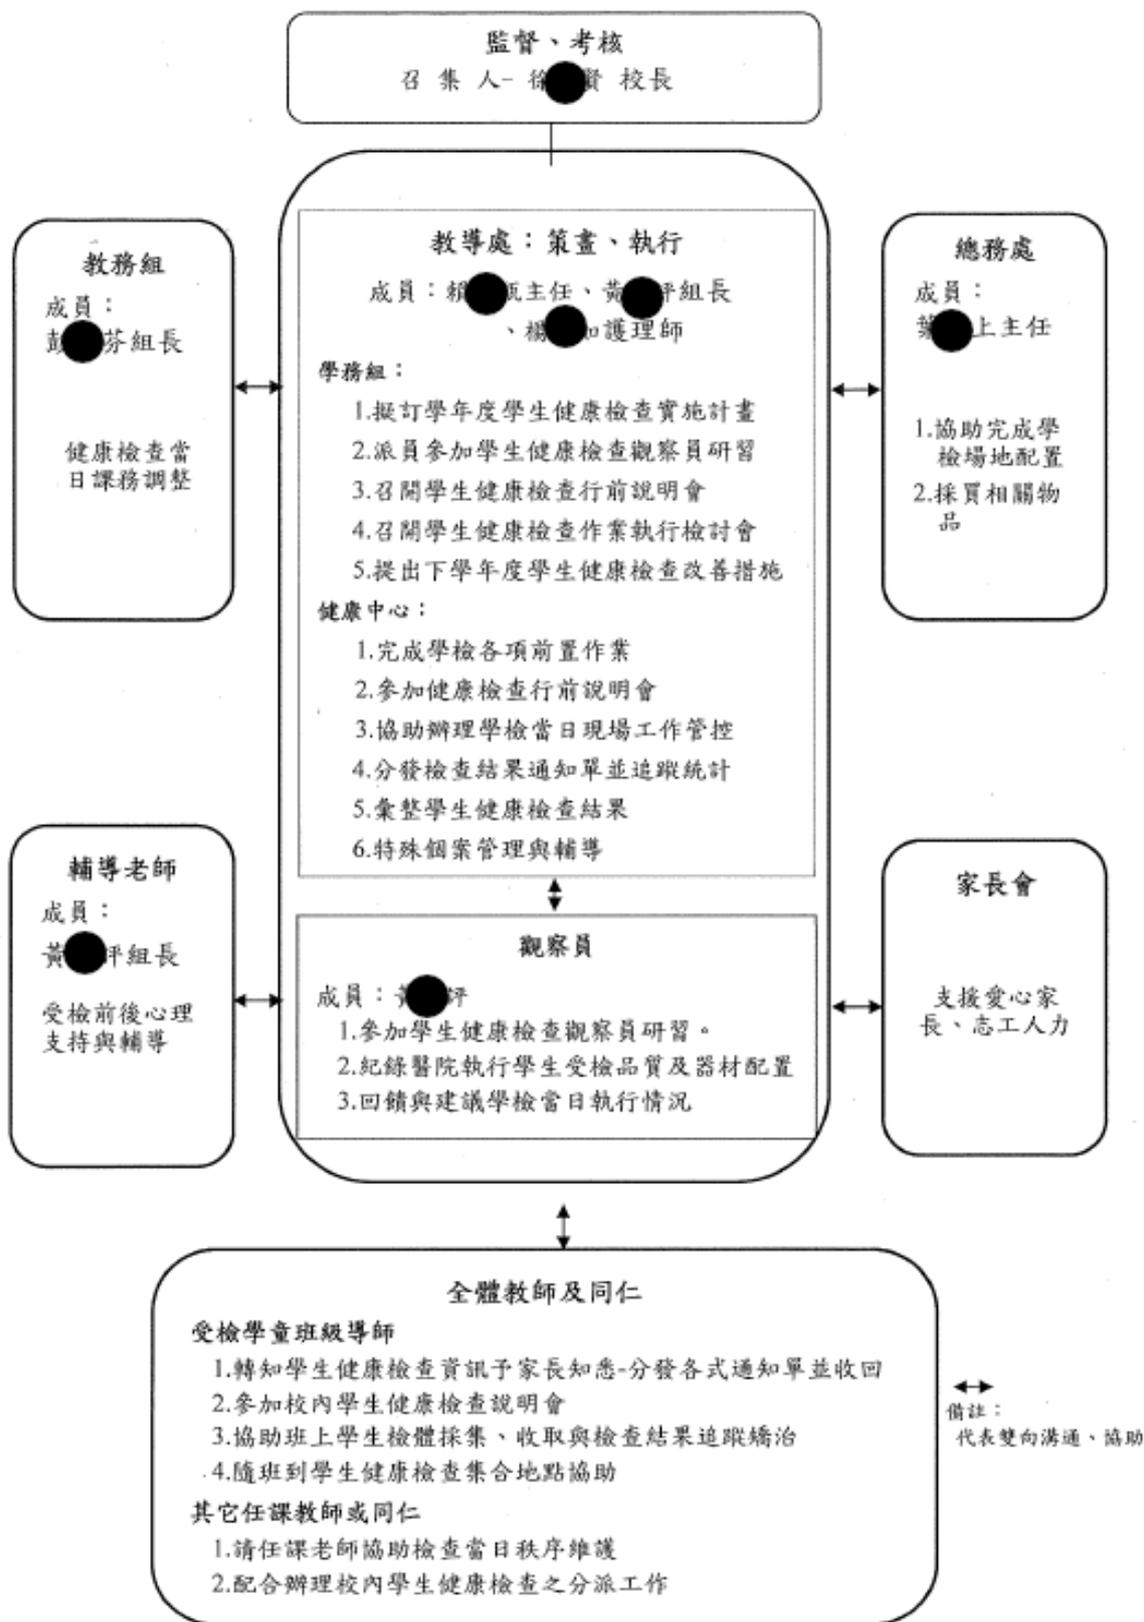 監督、考核
召 集 人- 徐 賢 校長
教務組
成員：
彭 芬組長
健康檢查當
日課務調整
教導處：策畫、執行
成員：賴 主任、黃 組長
、楊 護理師
學務組：
1.擬訂學年度學生健康檢查實施計畫
2.派員參加學生健康檢查觀察員研習
3.召開學生健康檢查行前說明會
4.召開學生健康檢查作業執行檢討會
5.提出下學年度學生健康檢查改善措施
健康中心：
1.完成學檢各項前置作業
2.參加健康檢查行前說明會
3.協助辦理學檢當日現場工作管控
4.分發檢查結果通知單並追蹤統計
5.彙整學生健康檢查結果
6.特殊個案管理與輔導
總務處
成員：
葉 上主任
1.協助完成學
檢場地配置
2.採買相關物
品
輔導老師
成員：
黃 組長
受檢前後心理
支持與輔導
觀察員
成員：
1.參加學生健康檢查觀察員研習。
2.紀錄醫院執行學生受檢品質及器材配置
3.回饋與建議學檢當日執行情況
家長會
支援愛心家
長、志工人力
全體教師及同仁
受檢學童班級導師
1.轉知學生健康檢查資訊予家長知悉-分發各式通知單並收回
2.參加校內學生健康檢查說明會
3.協助班上學生檢體採集、收取與檢查結果追蹤矯治
4.隨班到學生健康檢查集合地點協助
其它任課教師或同仁
1.請任課老師協助檢查當日秩序維護
2.配合辦理校內學生健康檢查之分派工作
備註：
代表雙向溝通、協助